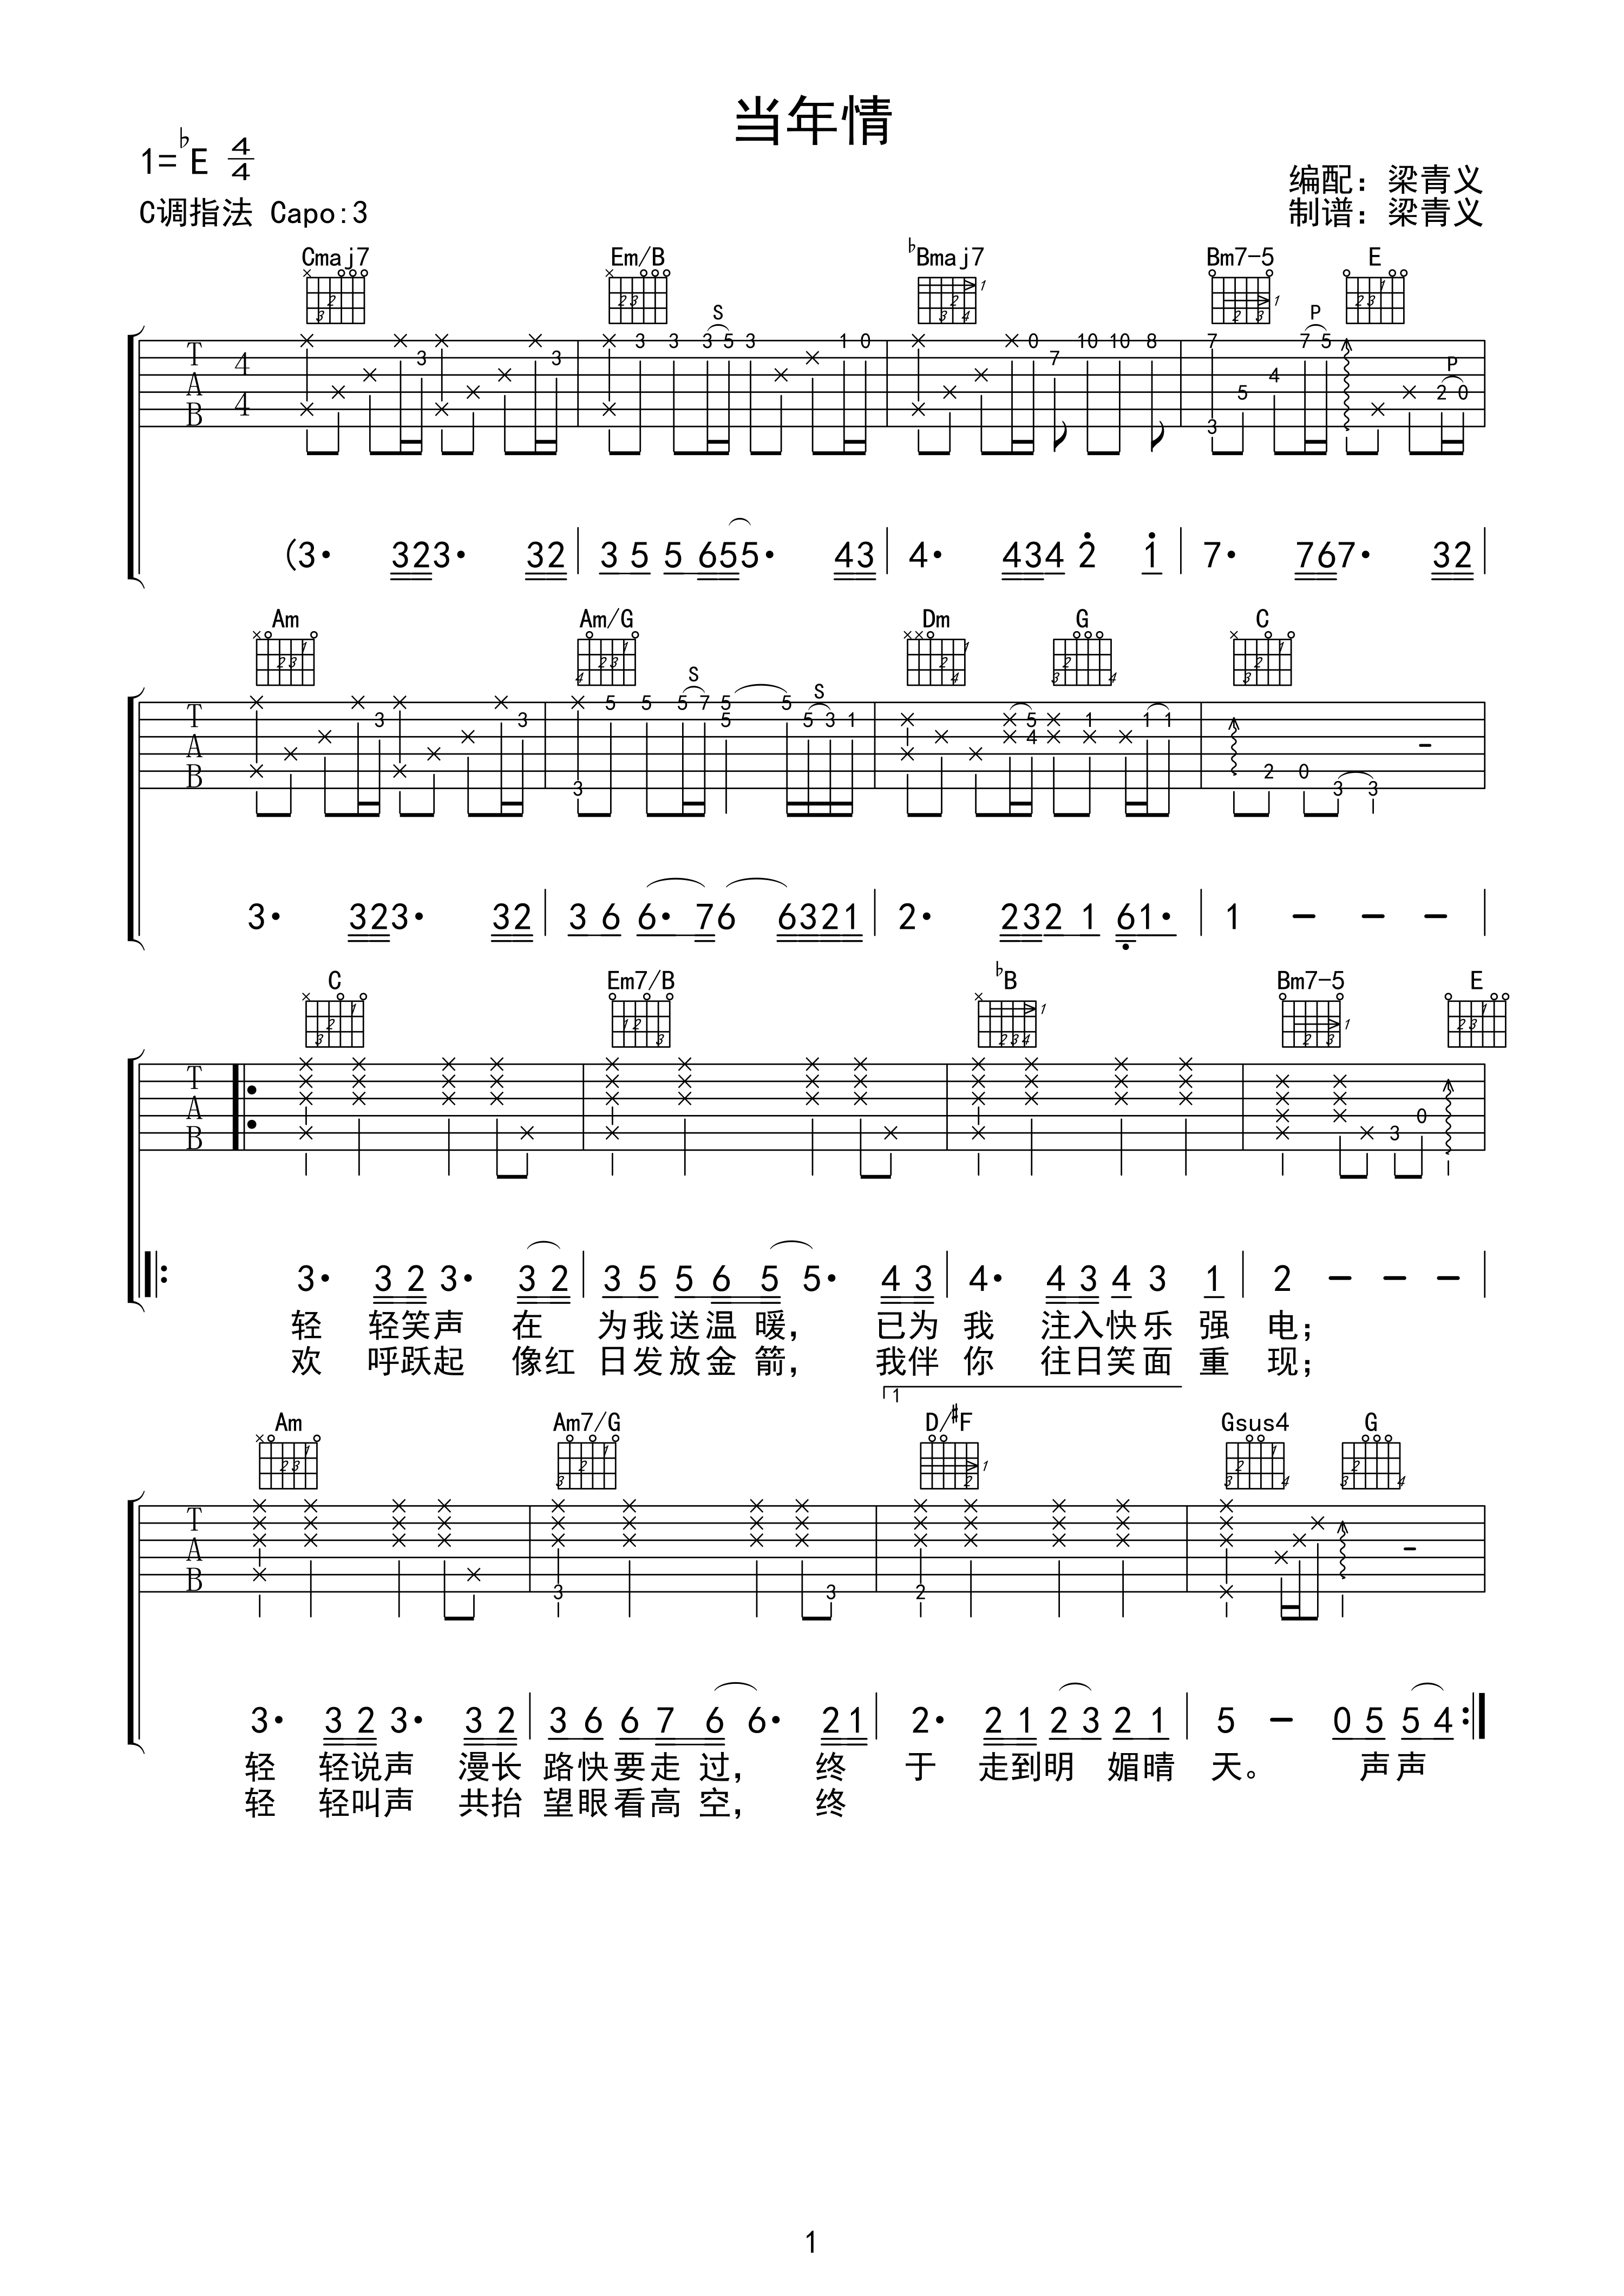 当年情
1=♭E 4/4
编配：梁青义
C调指法 Capo:3
制谱：梁青义
Cmaj7 Em/B ♭Bmaj7 Bm7-5 E
S P P
T A B 4/4
(3· 323· 32 | 3 5 5 655· 43 | 4· 434 2 1 | 7· 767· 32 |
Am Am/G Dm G C
S S
T A B
3· 323· 32 | 3 6 6· 76 6321 | 2· 232 1 61· | 1 - - - |
C Em7/B ♭B Bm7-5 E
T A B
3· 3 2 3· 3 2 | 3 5 5 6 5 5· 4 3 | 4· 4 3 4 3 1 | 2 - - - |
轻 轻笑声 在 为我送温暖， 已为 我 注入快乐 强 电；
欢 呼跃起 像红 日发放金箭， 我伴 你 往日笑面 重 现；
1
Am Am7/G D/♯F Gsus4 G
T A B
3· 3 2 3· 3 2 | 3 6 6 7 6 6· 2 1 | 2· 2 1 2 3 2 1 | 5 - 0 5 5 4 :|
轻 轻说声 漫长 路快要走过， 终 于 走到明 媚晴 天。 声声
轻 轻叫声 共抬 望眼看高空， 终
1